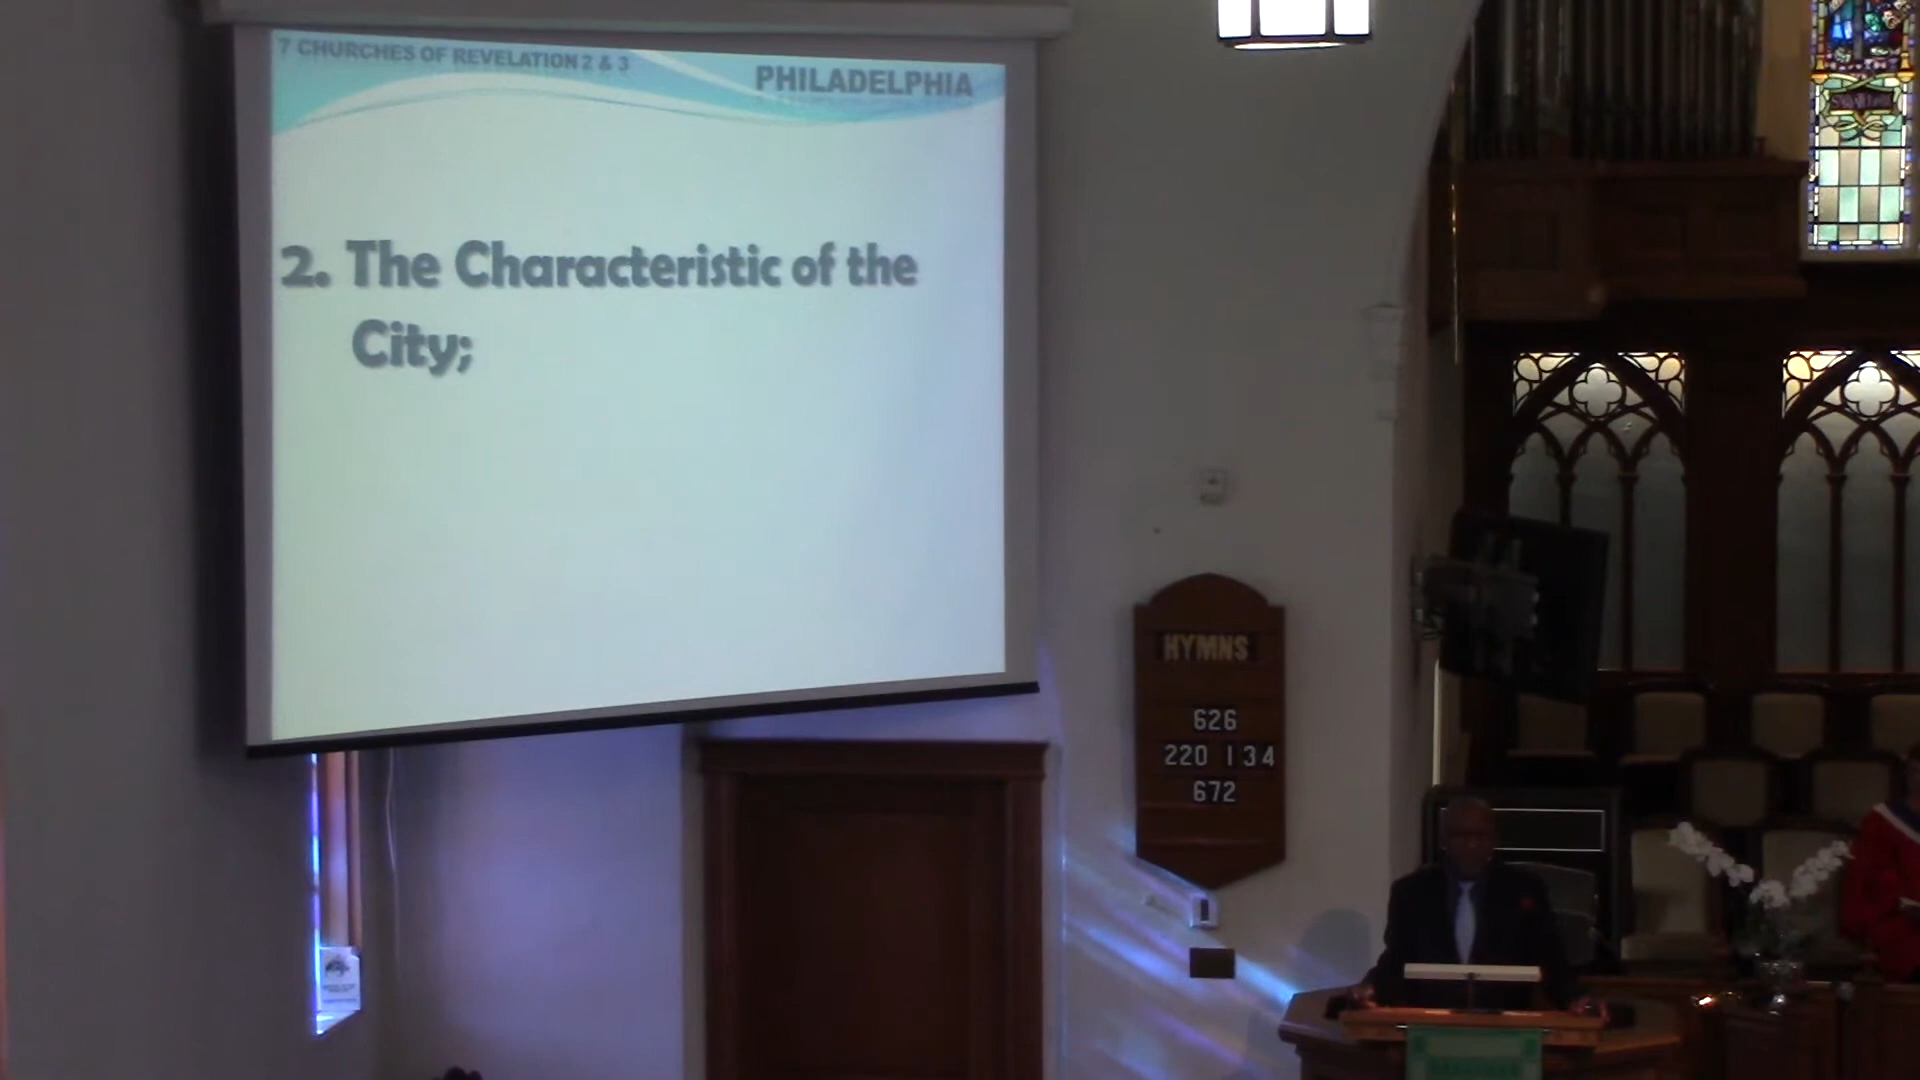 7 CHURCHES OF REVELATION 2 & 3
PHILADELPHIA
2. The Characteristic of the
City;
HYMNS
626
220 134
672